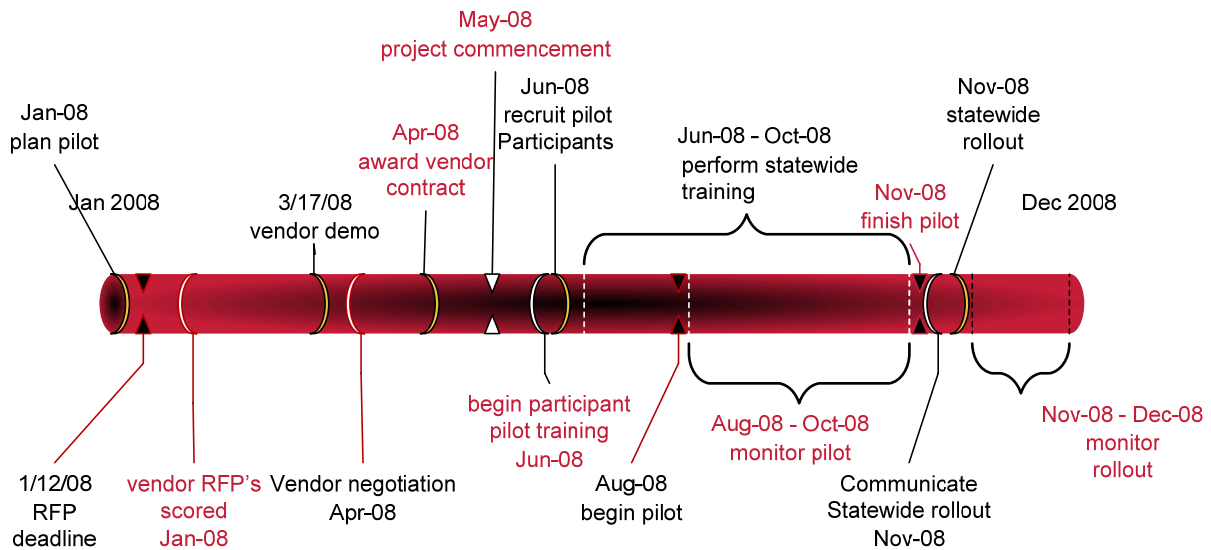 May-08
project commencement
Jan-08
plan pilot
Apr-08
award vendor
contract
Jun-08
recruit pilot
Participants
Jun-08 - Oct-08
perform statewide
training
Nov-08
statewide
rollout
Nov-08
finish pilot
Jan 2008
3/17/08
vendor demo
Dec 2008
begin participant
pilot training
Jun-08
Aug-08 - Oct-08
monitor pilot
Nov-08 - Dec-08
monitor
rollout
1/12/08
RFP
deadline
vendor RFP's
scored
Jan-08
Vendor negotiation
Apr-08
Aug-08
begin pilot
Communicate
Statewide rollout
Nov-08